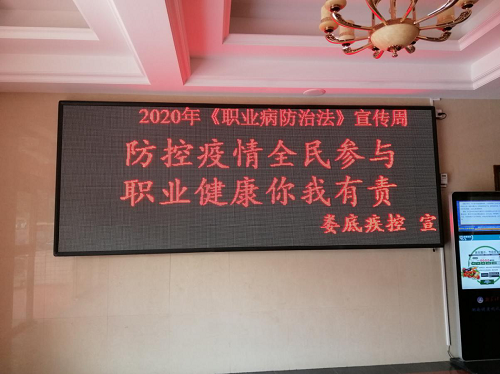 2020年《职业病防治法》宣传周
防控疫情全民参与
职业健康你我有责
娄底疾控 宣